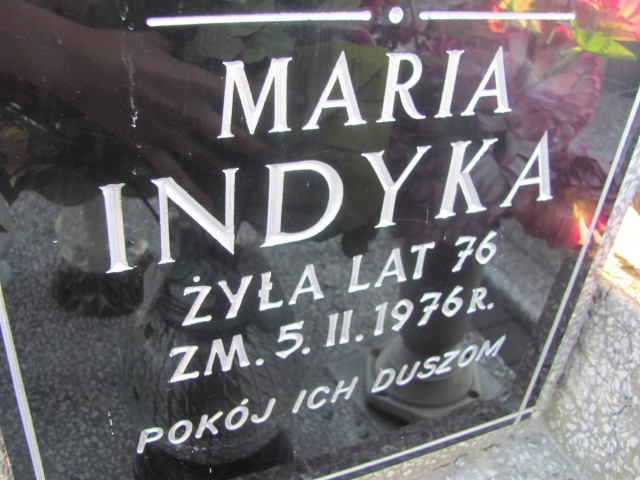 MARIA
INDYKA
ŻYŁA LAT 76
ZM. 5. II. 1976 R.
POKÓJ ICH DUSZOM